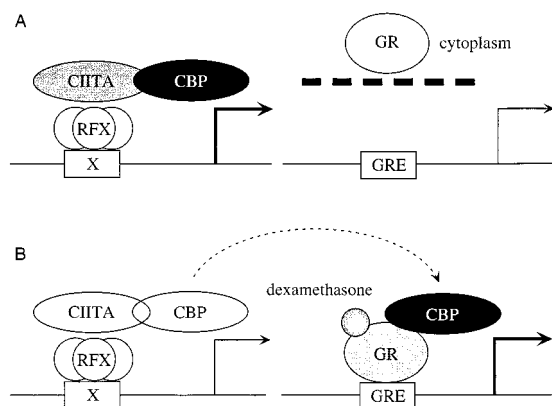 A
CIITA
CBP
GR
cytoplasm
RFX
X
GRE
B
CIITA
CBP
dexamethasone
CBP
RFX
GR
X
GRE